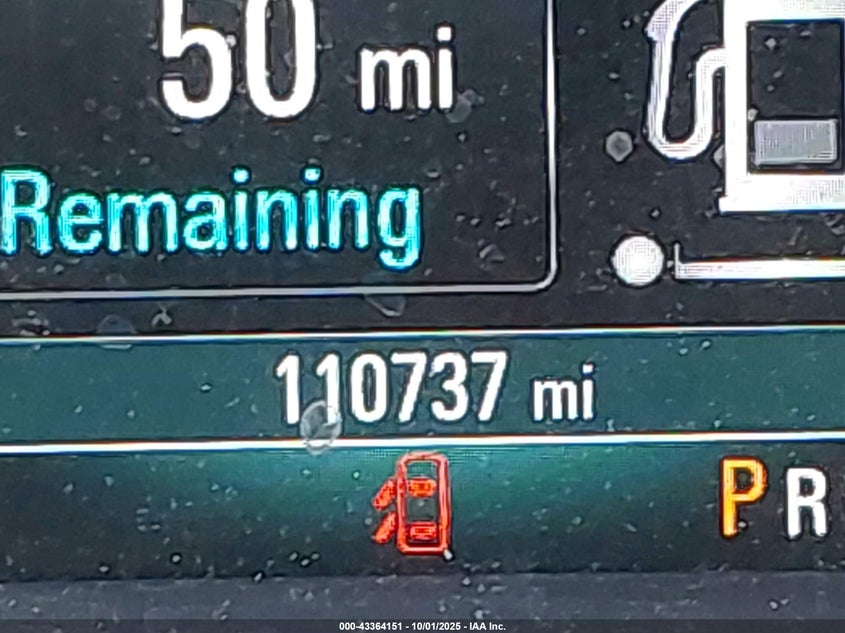 50 mi
Remaining
110737 mi
P R
000-43364151 - 10/01/2025 - IAA Inc.